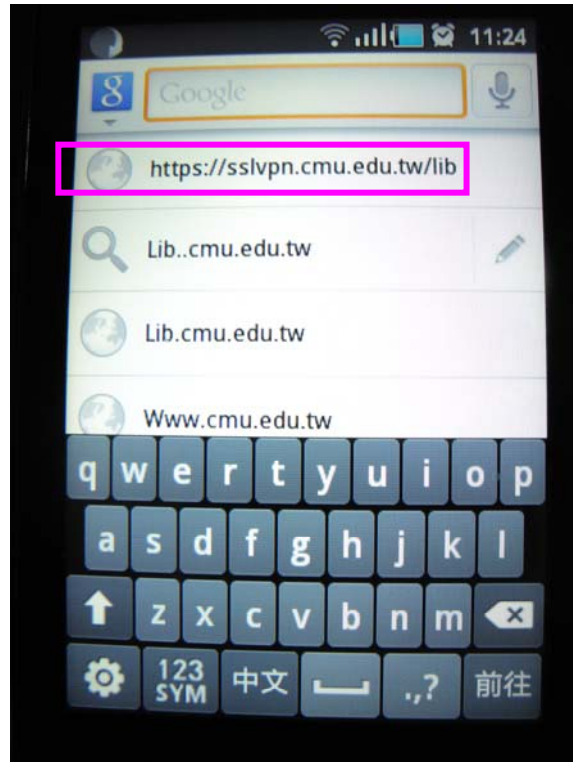 11:24
8 Google
https://sslvpn.cmu.edu.tw/lib
Lib..cmu.edu.tw
Lib.cmu.edu.tw
Www.cmu.edu.tw
q w e r t y u i o p
a s d f g h j k l
z x c v b n m
123 SYM 中文 .,? 前往